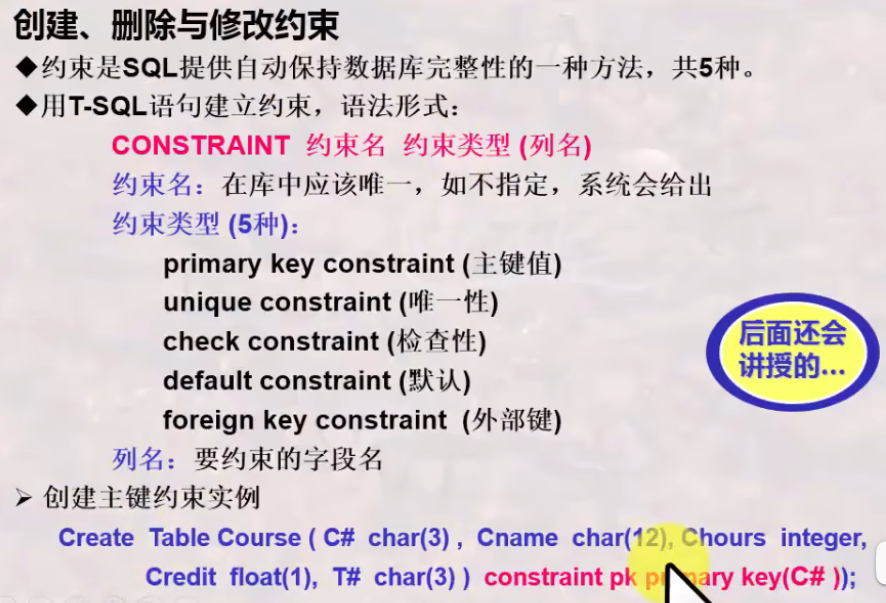 创建、删除与修改约束
◆约束是SQL提供自动保持数据库完整性的一种方法，共5种。
◆用T-SQL语句建立约束，语法形式：
CONSTRAINT 约束名 约束类型 (列名)
约束名：在库中应该唯一，如不指定，系统会给出
约束类型 (5种)：
primary key constraint (主键值)
unique constraint (唯一性)
check constraint (检查性)
default constraint (默认)
foreign key constraint (外部键)
后面还会
讲授的...
列名：要约束的字段名
➢ 创建主键约束实例
Create Table Course ( C# char(3) , Cname char(12), Chours integer,
Credit float(1), T# char(3) ) constraint pk primary key(C# ));